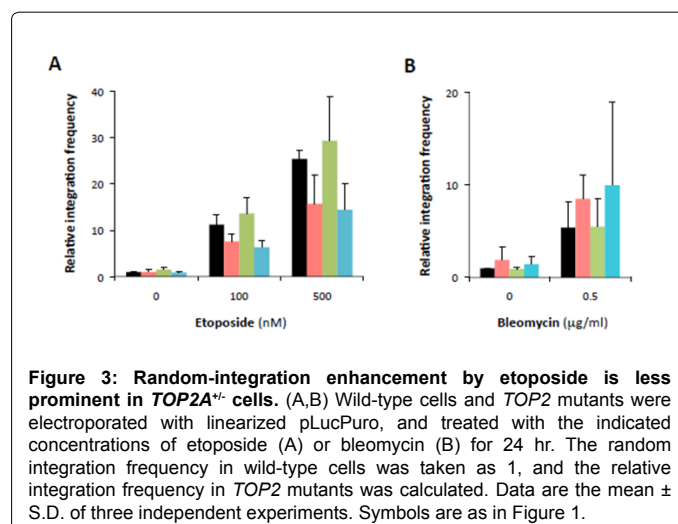 A
B
Relative integration frequency
40
30
20
10
0
0
100
500
Etoposide (nM)
Relative integration frequency
20
10
0
0
0.5
Bleomycin (μg/ml)
Figure 3: Random-integration enhancement by etoposide is less
prominent in TOP2A+/- cells. (A,B) Wild-type cells and TOP2 mutants were
electroporated with linearized pLucPuro, and treated with the indicated
concentrations of etoposide (A) or bleomycin (B) for 24 hr. The random
integration frequency in wild-type cells was taken as 1, and the relative
integration frequency in TOP2 mutants was calculated. Data are the mean ±
S.D. of three independent experiments. Symbols are as in Figure 1.